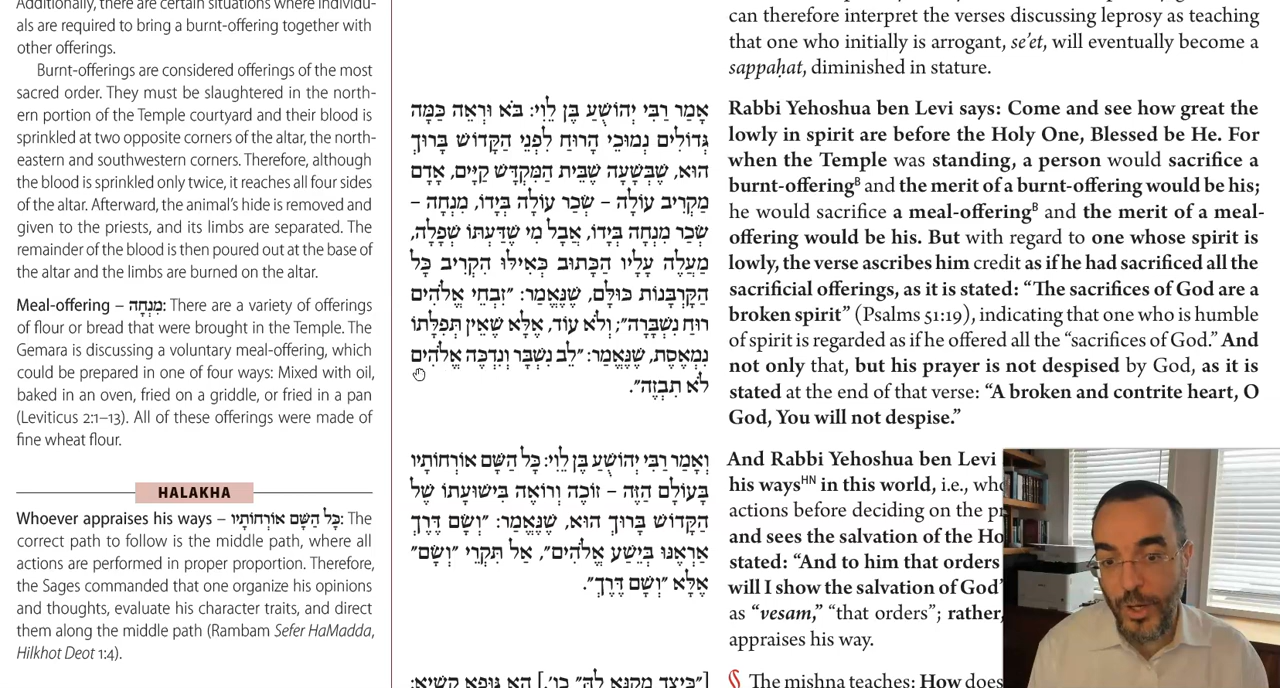 Additionally, there are certain situations where individu-
als are required to bring a burnt-offering together with
other offerings.
Burnt-offerings are considered offerings of the most
sacred order. They must be slaughtered in the north-
ern portion of the Temple courtyard and their blood is
sprinkled at two opposite corners of the altar, the north-
eastern and southwestern corners. Therefore, although
the blood is sprinkled only twice, it reaches all four sides
of the altar. Afterward, the animal's hide is removed and
given to the priests, and its limbs are separated. The
remainder of the blood is then poured out at the base of
the altar and the limbs are burned on the altar.
Meal-offering – מִנְחָה: There are a variety of offerings
of flour or bread that were brought in the Temple. The
Gemara is discussing a voluntary meal-offering, which
could be prepared in one of four ways: Mixed with oil,
baked in an oven, fried on a griddle, or fried in a pan
(Leviticus 2:1–13). All of these offerings were made of
fine wheat flour.
HALAKHA
Whoever appraises his ways – כׇּל הַשָּׁם אוֹרְחוֹתָיו: The
correct path to follow is the middle path, where all
actions are performed in proper proportion. Therefore,
the Sages commanded that one organize his opinions
and thoughts, evaluate his character traits, and direct
them along the middle path (Rambam Sefer HaMadda,
Hilkhot Deot 1:4).
אָמַר רַבִּי יְהוֹשֻׁעַ בֶּן לֵוִי: בֹּא וּרְאֵה כַּמָּה
גְּדוֹלִים נְמוּכֵי הָרוּחַ לִפְנֵי הַקָּדוֹשׁ בָּרוּךְ
הוּא, שֶׁבְּשָׁעָה שֶׁבֵּית הַמִּקְדָּשׁ קַיָּים, אָדָם
מַקְרִיב עוֹלָה – שְׂכַר עוֹלָה בְּיָדוֹ, מִנְחָה –
שְׂכַר מִנְחָה בְּיָדוֹ, אֲבָל מִי שֶׁדַּעְתּוֹ שְׁפָלָה,
מַעֲלֶה עָלָיו הַכָּתוּב כְּאִילּוּ הִקְרִיב כׇּל
הַקׇּרְבָּנוֹת כּוּלָּם, שֶׁנֶּאֱמַר: ״זִבְחֵי אֱלֹהִים
רוּחַ נִשְׁבָּרָה״; וְלֹא עוֹד, אֶלָּא שֶׁאֵין תְּפִלָּתוֹ
נִמְאֶסֶת, שֶׁנֶּאֱמַר: ״לֵב נִשְׁבָּר וְנִדְכֶּה אֱלֹהִים
לֹא תִבְזֶה״.
וְאָמַר רַבִּי יְהוֹשֻׁעַ בֶּן לֵוִי: כׇּל הַשָּׁם אוֹרְחוֹתָיו
בָּעוֹלָם הַזֶּה – זוֹכֶה וְרוֹאֶה בִּישׁוּעָתוֹ שֶׁל
הַקָּדוֹשׁ בָּרוּךְ הוּא, שֶׁנֶּאֱמַר: ״וְשָׂם דֶּרֶךְ
אַרְאֶנּוּ בְּיֵשַׁע אֱלֹהִים״, אַל תִּקְרֵי ״וְשָׂם״
אֶלָּא ״וְשָׁם דֶּרֶךְ״.
[״כֵּיצַד מְקַנֵּא לָהּ״ כו׳.] הָא גּוּפָא קַשְׁיָא:
can therefore interpret the verses discussing leprosy as teaching
that one who initially is arrogant, se'et, will eventually become a
sappaḥat, diminished in stature.
Rabbi Yehoshua ben Levi says: Come and see how great the
lowly in spirit are before the Holy One, Blessed be He. For
when the Temple was standing, a person would sacrifice a
burnt-offeringᴮ and the merit of a burnt-offering would be his;
he would sacrifice a meal-offeringᴮ and the merit of a meal-
offering would be his. But with regard to one whose spirit is
lowly, the verse ascribes him credit as if he had sacrificed all the
sacrificial offerings, as it is stated: "The sacrifices of God are a
broken spirit" (Psalms 51:19), indicating that one who is humble
of spirit is regarded as if he offered all the "sacrifices of God." And
not only that, but his prayer is not despised by God, as it is
stated at the end of that verse: "A broken and contrite heart, O
God, You will not despise."
And Rabbi Yehoshua ben Levi
his waysᴴᴺ in this world, i.e.,
actions before deciding on the
and sees the salvation of the
stated: "And to him that orders
will I show the salvation of God"
as "vesam," "that orders"; rather,
appraises his way.
§ The mishna teaches: How does